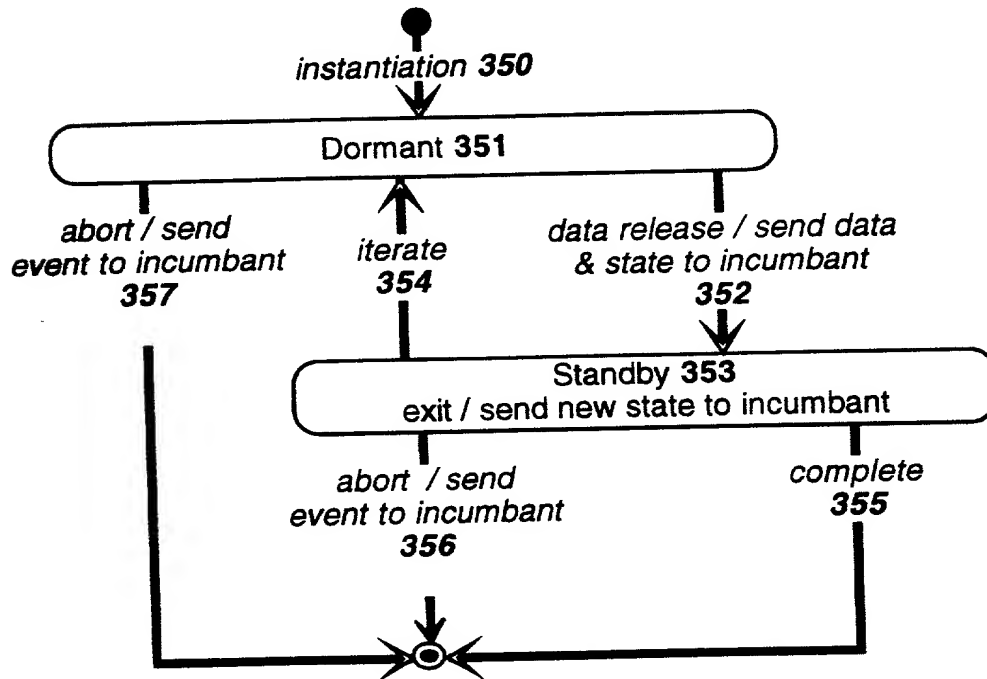 instantiation 350
Dormant 351
abort / send
event to incumbant
357
iterate
354
data release / send data
& state to incumbant
352
Standby 353
exit / send new state to incumbant
abort / send
event to incumbant
356
complete
355